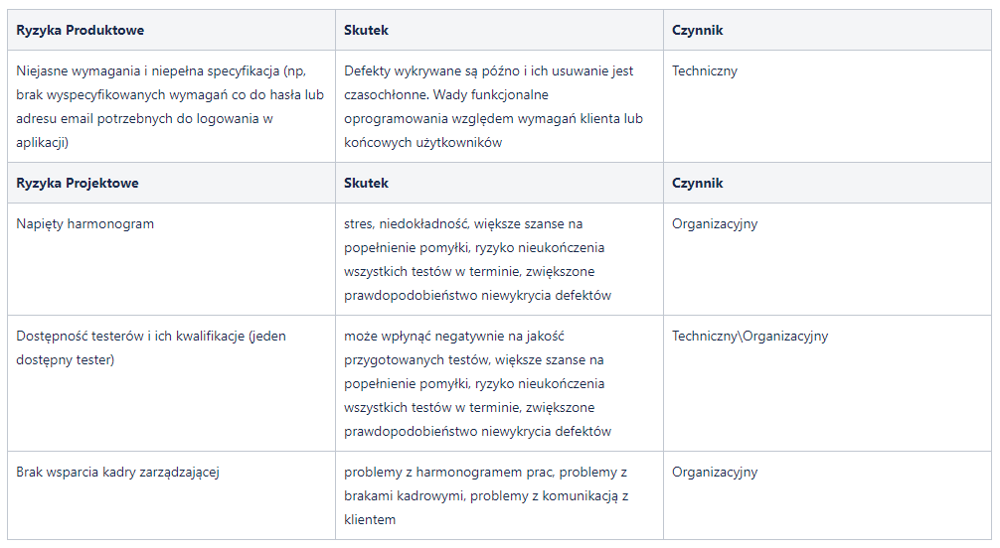 Ryzyka Produktowe
Skutek
Czynnik
Niejasne wymagania i niepełna specyfikacja (np,
brak wyspecyfikowanych wymagań co do hasła lub
adresu email potrzebnych do logowania w
aplikacji)
Defekty wykrywane są późno i ich usuwanie jest
czasochłonne. Wady funkcjonalne
oprogramowania względem wymagań klienta lub
końcowych użytkowników
Techniczny
Ryzyka Projektowe
Skutek
Czynnik
Napięty harmonogram
stres, niedokładność, większe szanse na
popełnienie pomyłki, ryzyko nieukończenia
wszystkich testów w terminie, zwiększone
prawdopodobieństwo niewykrycia defektów
Organizacyjny
Dostępność testerów i ich kwalifikacje (jeden
dostępny tester)
może wpłynąć negatywnie na jakość
przygotowanych testów, większe szanse na
popełnienie pomyłki, ryzyko nieukończenia
wszystkich testów w terminie, zwiększone
prawdopodobieństwo niewykrycia defektów
Techniczny\Organizacyjny
Brak wsparcia kadry zarządzającej
problemy z harmonogramem prac, problemy z
brakami kadrowymi, problemy z komunikacją z
klientem
Organizacyjny